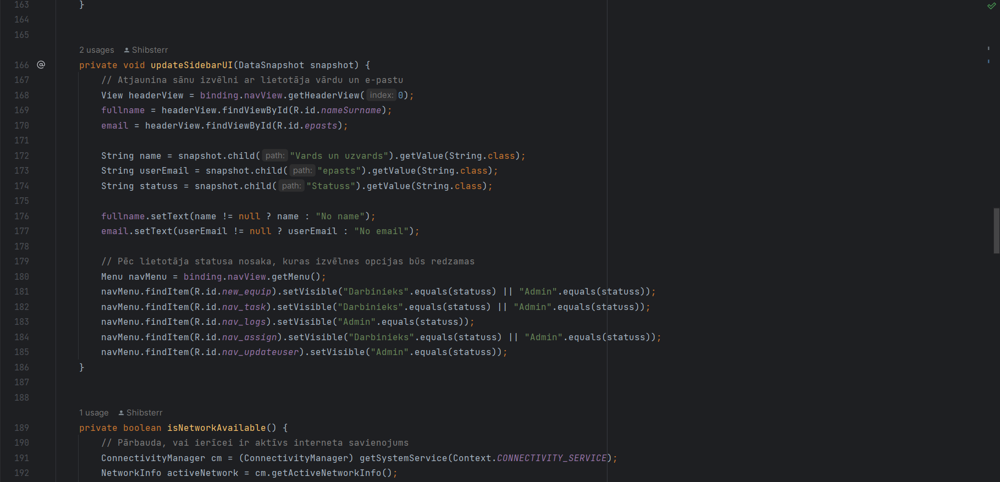 163 }
164
165
2 usages Shibsterr
166 @ private void updateSidebarUI(DataSnapshot snapshot) {
167 // Atjaunina sānu izvēlni ar lietotāja vārdu un e-pastu
168 View headerView = binding.navView.getHeaderView( index: 0);
169 fullname = headerView.findViewById(R.id.nameSurname);
170 email = headerView.findViewById(R.id.epasts);
171
172 String name = snapshot.child( path: "Vards un uzvards").getValue(String.class);
173 String userEmail = snapshot.child( path: "epasts").getValue(String.class);
174 String statuss = snapshot.child( path: "Statuss").getValue(String.class);
175
176 fullname.setText(name != null ? name : "No name");
177 email.setText(userEmail != null ? userEmail : "No email");
178
179 // Pēc lietotāja statusa nosaka, kuras izvēlnes opcijas būs redzamas
180 Menu navMenu = binding.navView.getMenu();
181 navMenu.findItem(R.id.new_equip).setVisible("Darbinieks".equals(statuss) || "Admin".equals(statuss));
182 navMenu.findItem(R.id.nav_task).setVisible("Darbinieks".equals(statuss) || "Admin".equals(statuss));
183 navMenu.findItem(R.id.nav_logs).setVisible("Admin".equals(statuss));
184 navMenu.findItem(R.id.nav_assign).setVisible("Darbinieks".equals(statuss) || "Admin".equals(statuss));
185 navMenu.findItem(R.id.nav_updateuser).setVisible("Admin".equals(statuss));
186 }
187
188
1 usage Shibsterr
189 private boolean isNetworkAvailable() {
190 // Pārbauda, vai ierīcei ir aktīvs interneta savienojums
191 ConnectivityManager cm = (ConnectivityManager) getSystemService(Context.CONNECTIVITY_SERVICE);
192 NetworkInfo activeNetwork = cm.getActiveNetworkInfo();